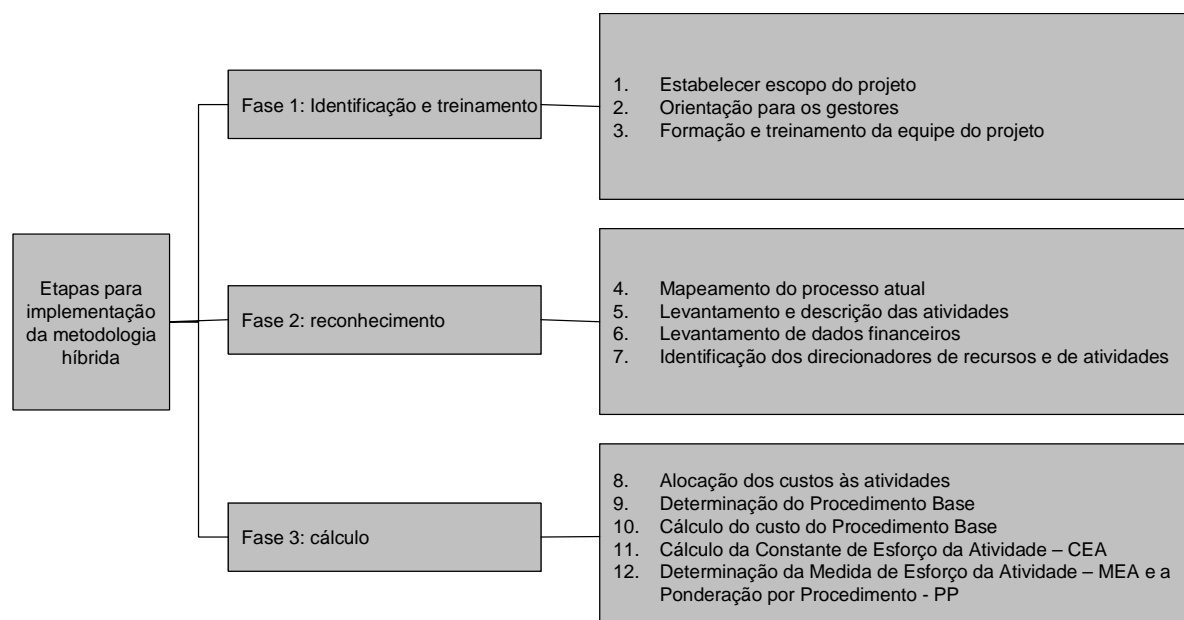 Etapas para
implementação
da metodologia
híbrida
Fase 1: Identificação e treinamento
1. Estabelecer escopo do projeto
2. Orientação para os gestores
3. Formação e treinamento da equipe do projeto
Fase 2: reconhecimento
4. Mapeamento do processo atual
5. Levantamento e descrição das atividades
6. Levantamento de dados financeiros
7. Identificação dos direcionadores de recursos e de atividades
Fase 3: cálculo
8. Alocação dos custos às atividades
9. Determinação do Procedimento Base
10. Cálculo do custo do Procedimento Base
11. Cálculo da Constante de Esforço da Atividade – CEA
12. Determinação da Medida de Esforço da Atividade – MEA e a
Ponderação por Procedimento - PP